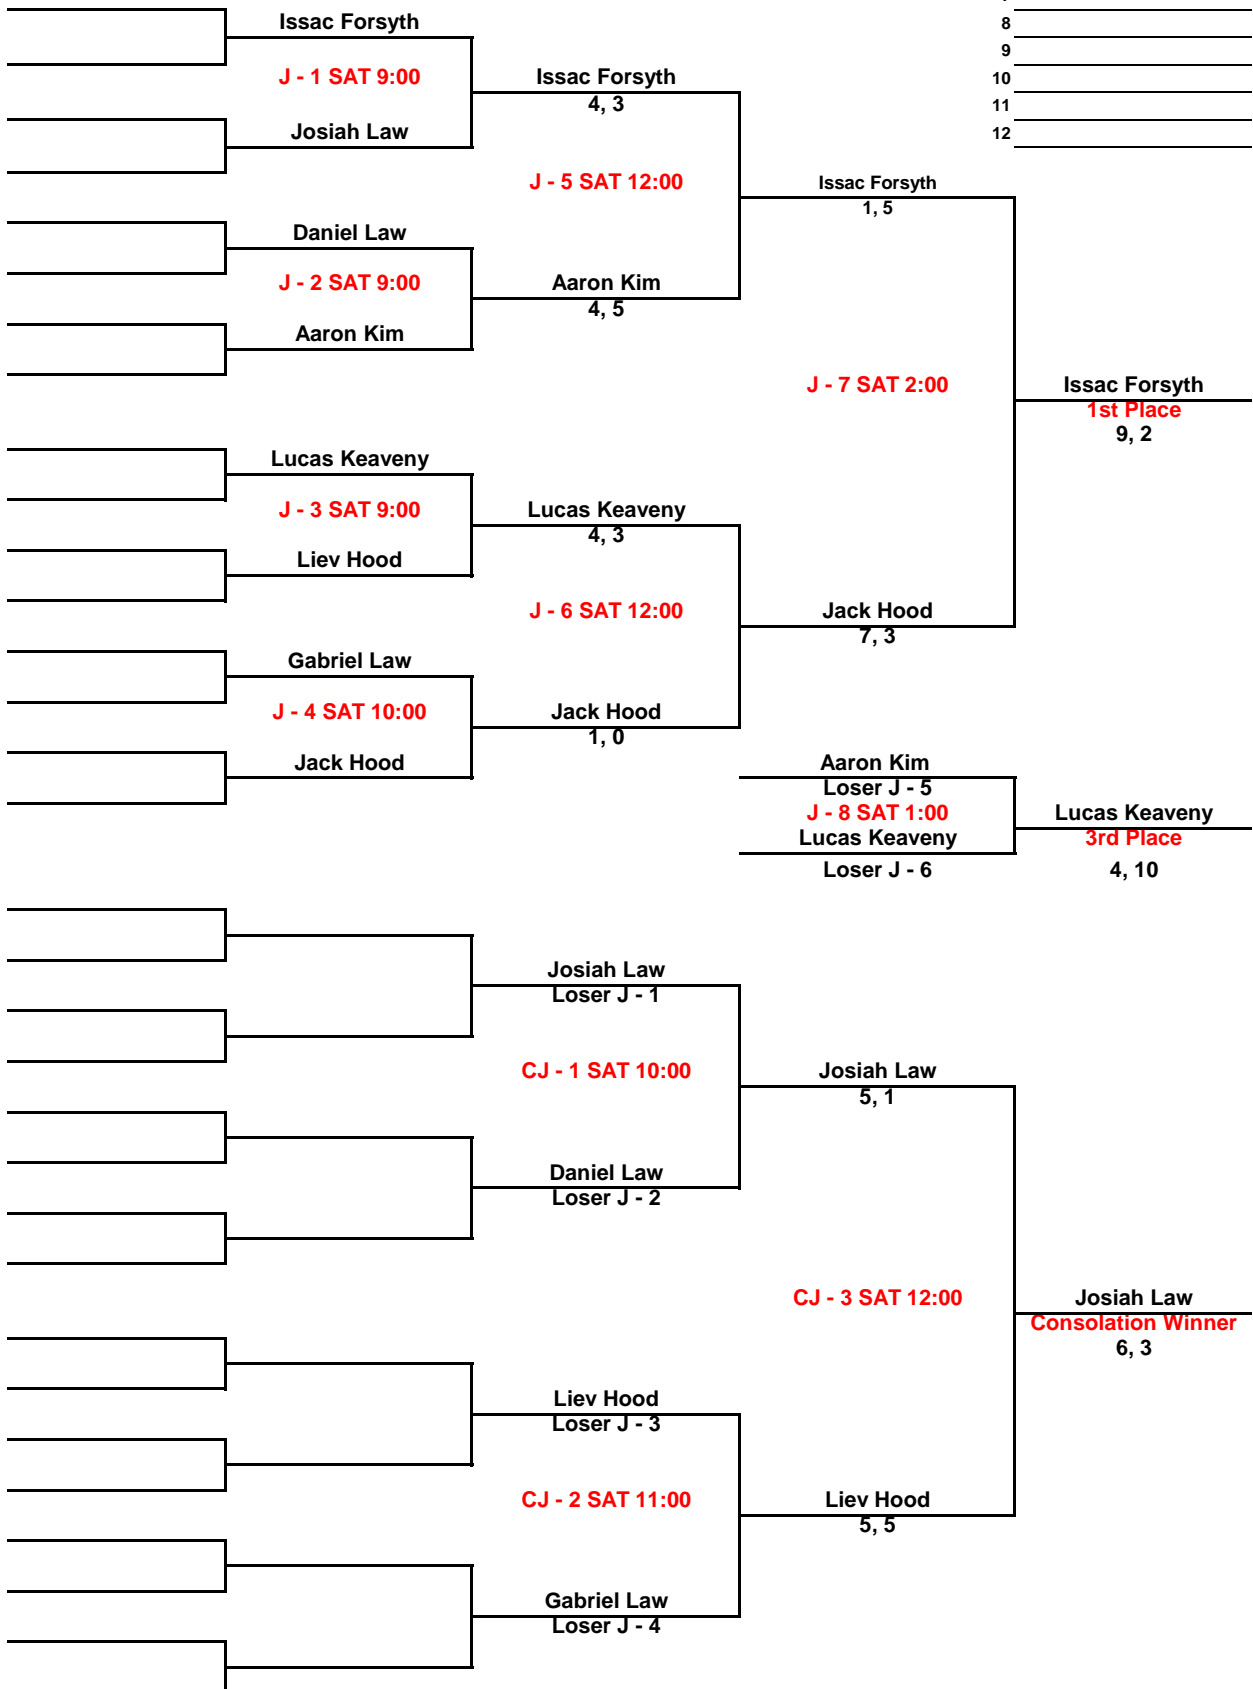 Issac Forsyth
8
J - 1 SAT 9:00
Issac Forsyth
9
4, 3
10
Josiah Law
11
12
J - 5 SAT 12:00
Issac Forsyth
1, 5
Daniel Law
J - 2 SAT 9:00
Aaron Kim
4, 5
Aaron Kim
J - 7 SAT 2:00
Issac Forsyth
1st Place
9, 2
Lucas Keaveny
J - 3 SAT 9:00
Lucas Keaveny
4, 3
Liev Hood
J - 6 SAT 12:00
Jack Hood
7, 3
Gabriel Law
J - 4 SAT 10:00
Jack Hood
1, 0
Jack Hood
Aaron Kim
Loser J - 5
J - 8 SAT 1:00
Lucas Keaveny
Lucas Keaveny
3rd Place
Loser J - 6
4, 10
Josiah Law
Loser J - 1
CJ - 1 SAT 10:00
Josiah Law
5, 1
Daniel Law
Loser J - 2
CJ - 3 SAT 12:00
Josiah Law
Consolation Winner
6, 3
Liev Hood
Loser J - 3
CJ - 2 SAT 11:00
Liev Hood
5, 5
Gabriel Law
Loser J - 4